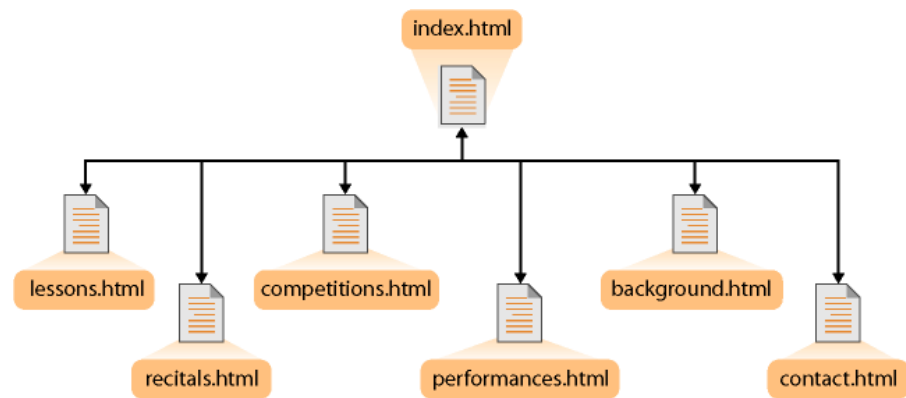 index.html
lessons.html
competitions.html
background.html
recitals.html
performances.html
contact.html